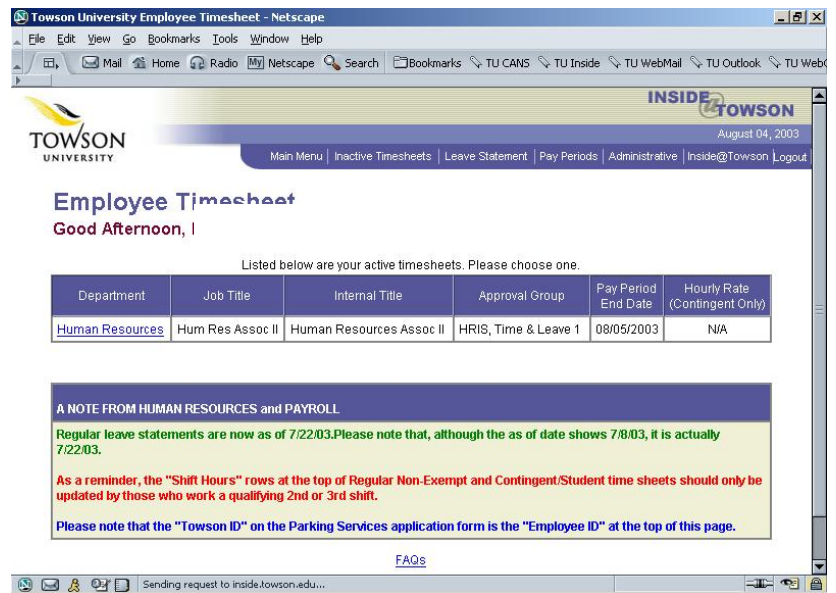 Towson University Employee Timesheet - Netscape
File Edit View Go Bookmarks Tools Window Help
Mail Home Radio My Netscape Search Bookmarks TU CANS TU Inside TU WebMail TU Outlook
INSIDE@TOWSON
TOWSON
UNIVERSITY
August 04, 2003
Main Menu | Inactive Timesheets | Leave Statement | Pay Periods | Administrative | Inside@Towson | Logout
Employee Timesheet
Good Afternoon,
Listed below are your active timesheets. Please choose one.
Department Job Title Internal Title Approval Group Pay Period End Date Hourly Rate (Contingent Only)
Human Resources Hum Res Assoc II Human Resources Assoc II HRIS, Time & Leave 1 08/05/2003 N/A
A NOTE FROM HUMAN RESOURCES and PAYROLL
Regular leave statements are now as of 7/22/03.Please note that, although the as of date shows 7/8/03, it is actually
7/22/03.
As a reminder, the "Shift Hours" rows at the top of Regular Non-Exempt and Contingent/Student time sheets should only be
updated by those who work a qualifying 2nd or 3rd shift.
Please note that the "Towson ID" on the Parking Services application form is the "Employee ID" at the top of this page.
FAQs
Sending request to inside.towson.edu...